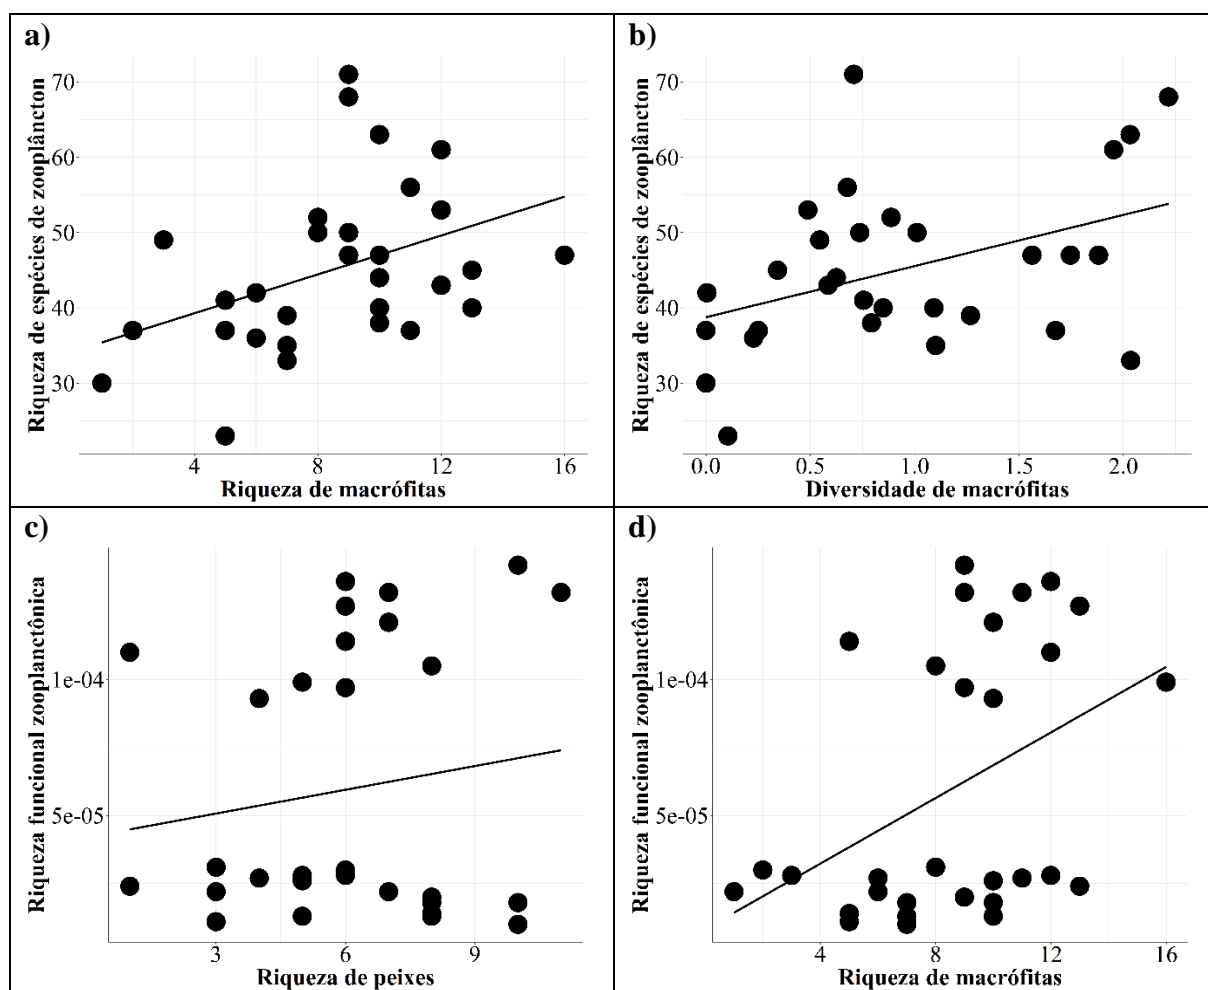 a)
Riqueza de espécies de zooplâncton
70
60
50
40
30
4 8 12 16
Riqueza de macrófitas
b)
Riqueza de espécies de zooplâncton
70
60
50
40
30
0.0 0.5 1.0 1.5 2.0
Diversidade de macrófitas
c)
Riqueza funcional zooplanctônica
1e-04
5e-05
3 6 9
Riqueza de peixes
d)
Riqueza funcional zooplanctônica
1e-04
5e-05
4 8 12 16
Riqueza de macrófitas